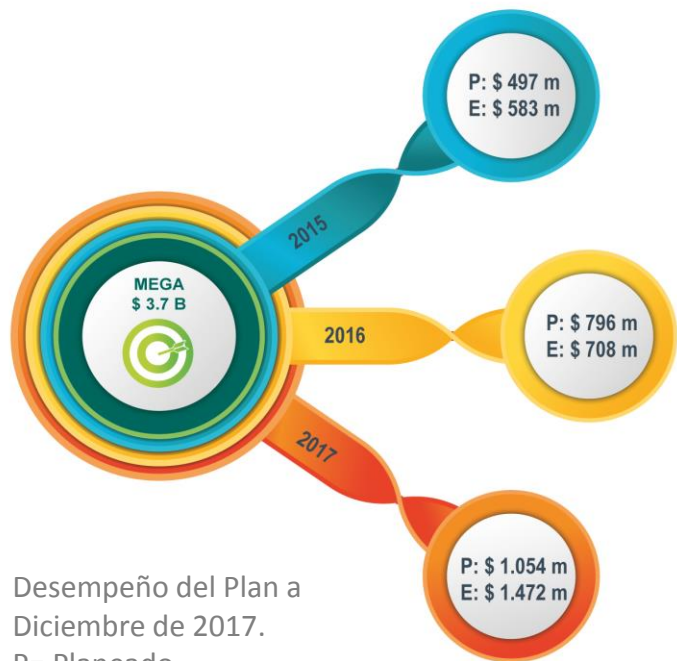 P: $ 497 m
E: $ 583 m
2015
MEGA
$ 3.7 B
2016
P: $ 796 m
E: $ 708 m
2017
P: $ 1.054 m
E: $ 1.472 m
Desempeño del Plan a
Diciembre de 2017.
P: Planeado